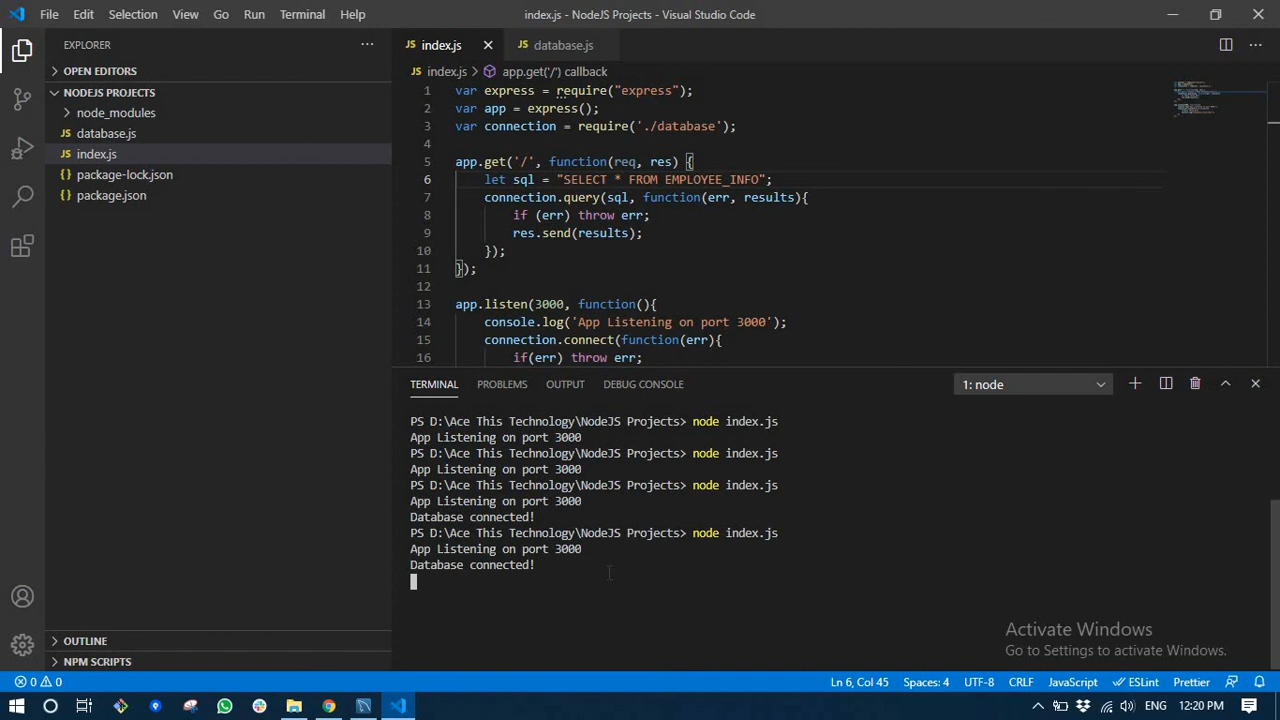 File Edit Selection View Go Run Terminal Help
index.js - NodeJS Projects - Visual Studio Code
EXPLORER
OPEN EDITORS
NODEJS PROJECTS
node_modules
JS database.js
JS index.js
package-lock.json
package.json
OUTLINE
NPM SCRIPTS
JS index.js
JS database.js
JS index.js > app.get('/') callback
1 var express = require("express");
2 var app = express();
3 var connection = require('./database');
4
5 app.get('/', function(req, res) {
6 let sql = "SELECT * FROM EMPLOYEE_INFO";
7 connection.query(sql, function(err, results){
8 if (err) throw err;
9 res.send(results);
10 });
11 });
12
13 app.listen(3000, function(){
14 console.log('App Listening on port 3000');
15 connection.connect(function(err){
16 if(err) throw err;
TERMINAL PROBLEMS OUTPUT DEBUG CONSOLE
1: node
PS D:\Ace This Technology\NodeJS Projects> node index.js
App Listening on port 3000
PS D:\Ace This Technology\NodeJS Projects> node index.js
App Listening on port 3000
PS D:\Ace This Technology\NodeJS Projects> node index.js
App Listening on port 3000
Database connected!
PS D:\Ace This Technology\NodeJS Projects> node index.js
App Listening on port 3000
Database connected!
Activate Windows
Go to Settings to activate Windows.
0 0
Ln 6, Col 45 Spaces: 4 UTF-8 CRLF JavaScript ESLint Prettier
ENG 12:20 PM